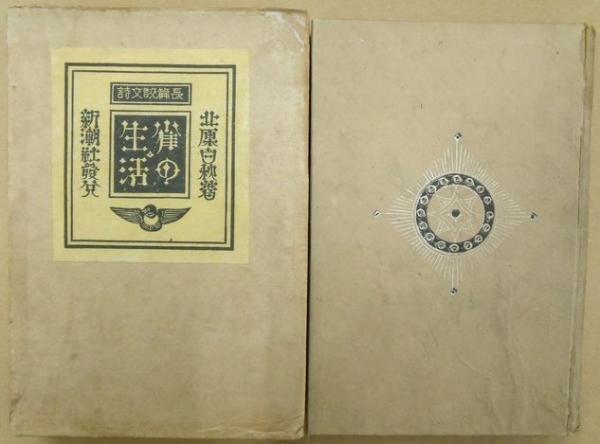 長篇散文詩
北原白秋著
雀の
生活
新潮社發兌